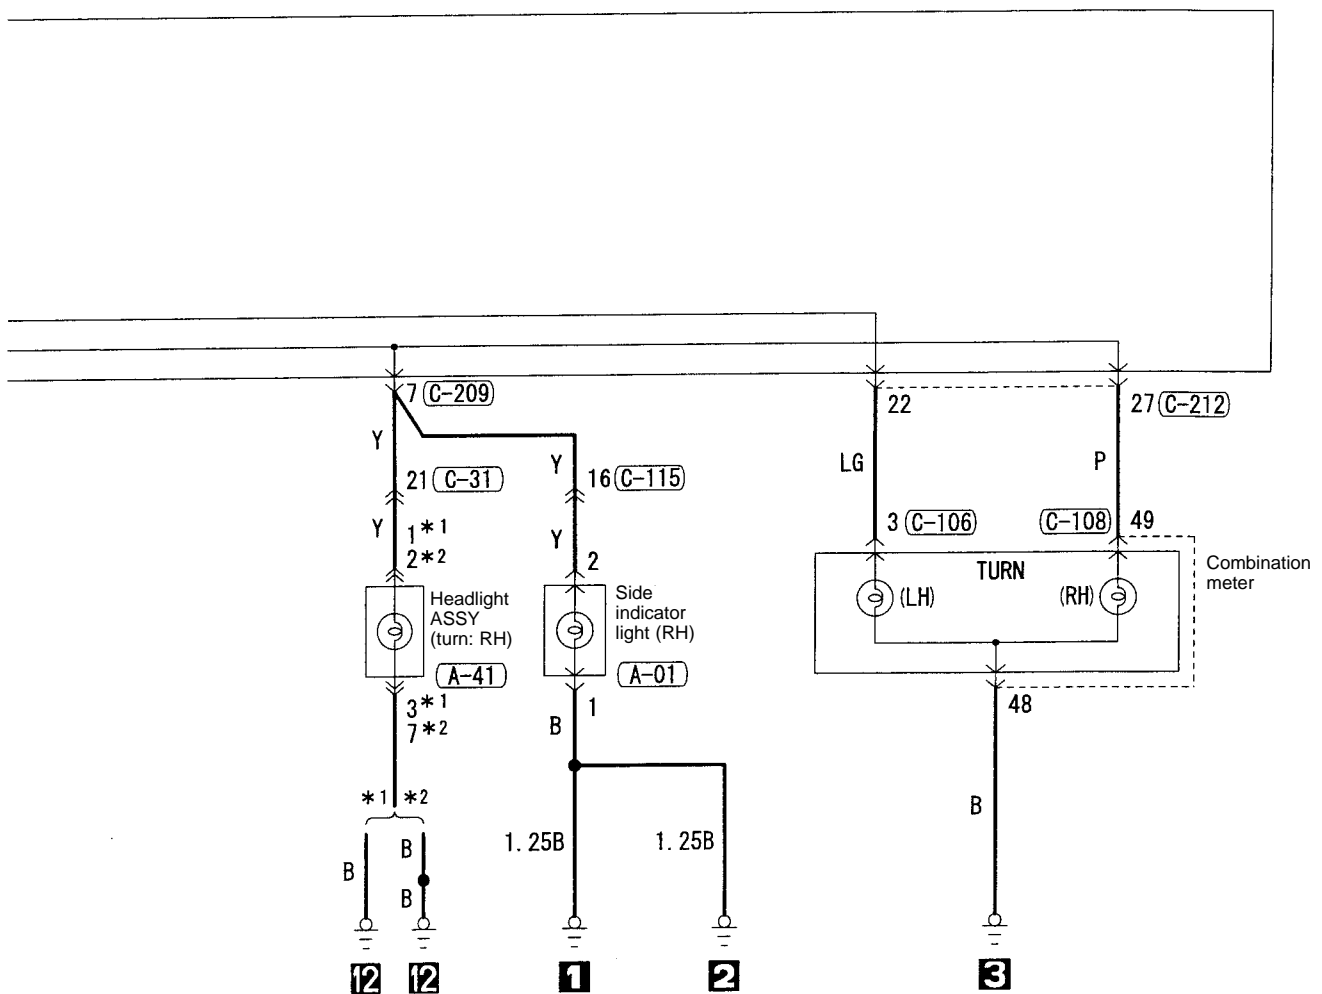 7 C-209
22
27 C-212
Y
Y
LG
P
21 C-31
16 C-115
Y
1*1
2*2
Y
2
3 C-106
C-108 49
TURN
Combination
meter
Headlight
ASSY
(turn: RH)
Side
indicator
light (RH)
(LH)
(RH)
A-41
A-01
3*1
7*2
1
B
48
*1 *2
B
B
B
1.25B
1.25B
B
12
12
1
2
3